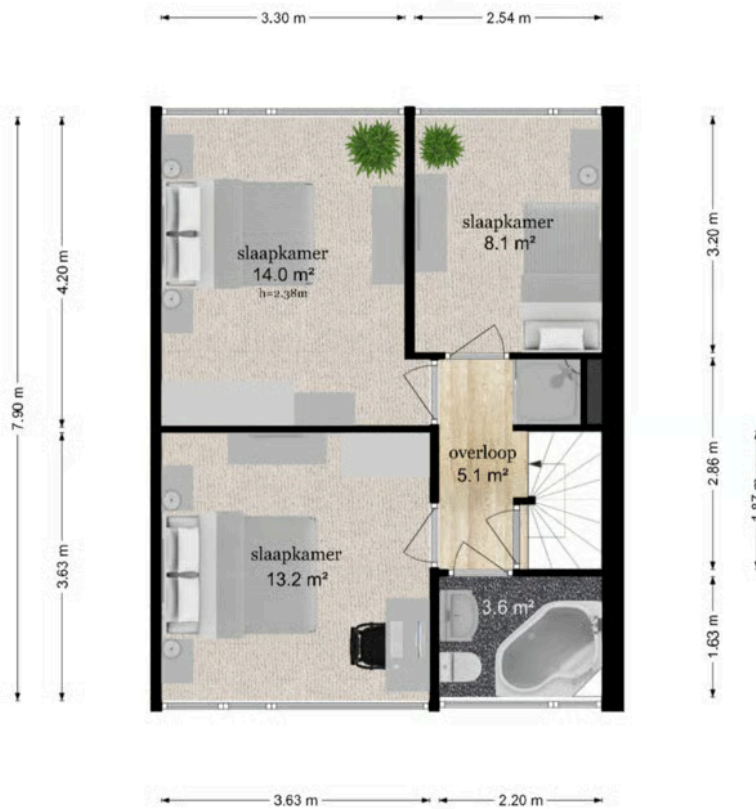 3.30 m
2.54 m
slaapkamer
8.1 m²
slaapkamer
14.0 m²
h=2.38m
4.20 m
3.20 m
7.90 m
overloop
5.1 m²
2.86 m
slaapkamer
13.2 m²
3.63 m
3.6 m²
1.63 m
3.63 m
2.20 m